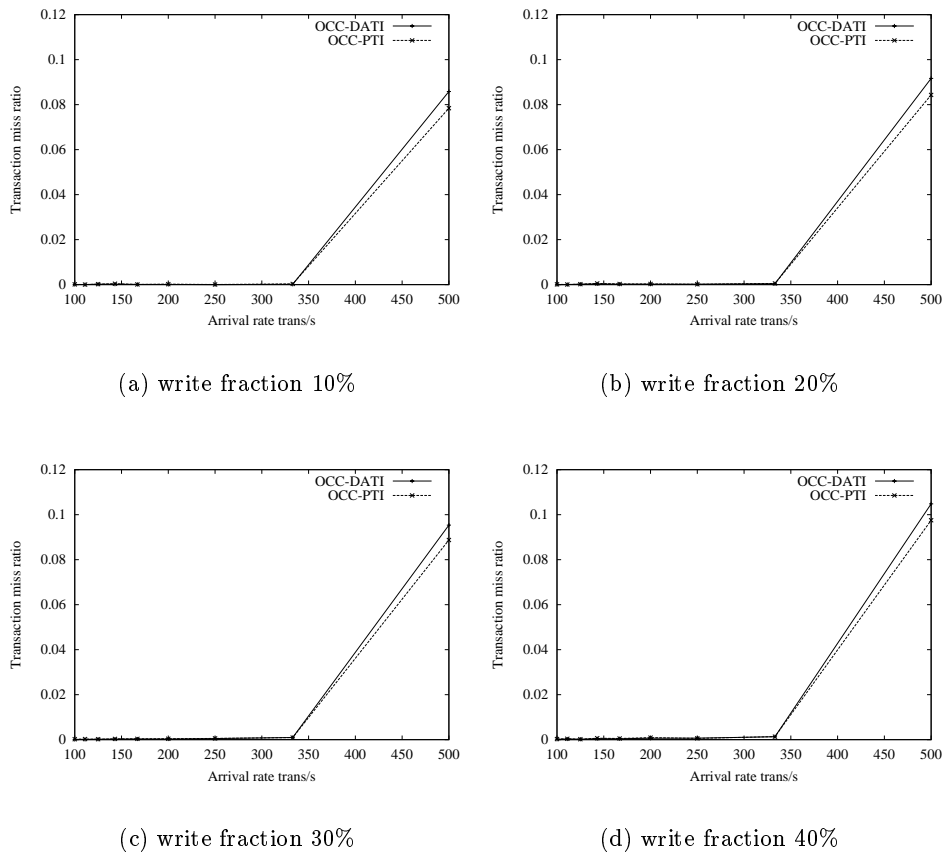 0.12
0.1
0.08
0.06
0.04
0.02
0
Transaction miss ratio
OCC-DATI
OCC-PTI
100 150 200 250 300 350 400 450 500
Arrival rate trans/s
(a) write fraction 10%
0.12
0.1
0.08
0.06
0.04
0.02
0
Transaction miss ratio
OCC-DATI
OCC-PTI
100 150 200 250 300 350 400 450 500
Arrival rate trans/s
(b) write fraction 20%
0.12
0.1
0.08
0.06
0.04
0.02
0
Transaction miss ratio
OCC-DATI
OCC-PTI
100 150 200 250 300 350 400 450 500
Arrival rate trans/s
(c) write fraction 30%
0.12
0.1
0.08
0.06
0.04
0.02
0
Transaction miss ratio
OCC-DATI
OCC-PTI
100 150 200 250 300 350 400 450 500
Arrival rate trans/s
(d) write fraction 40%